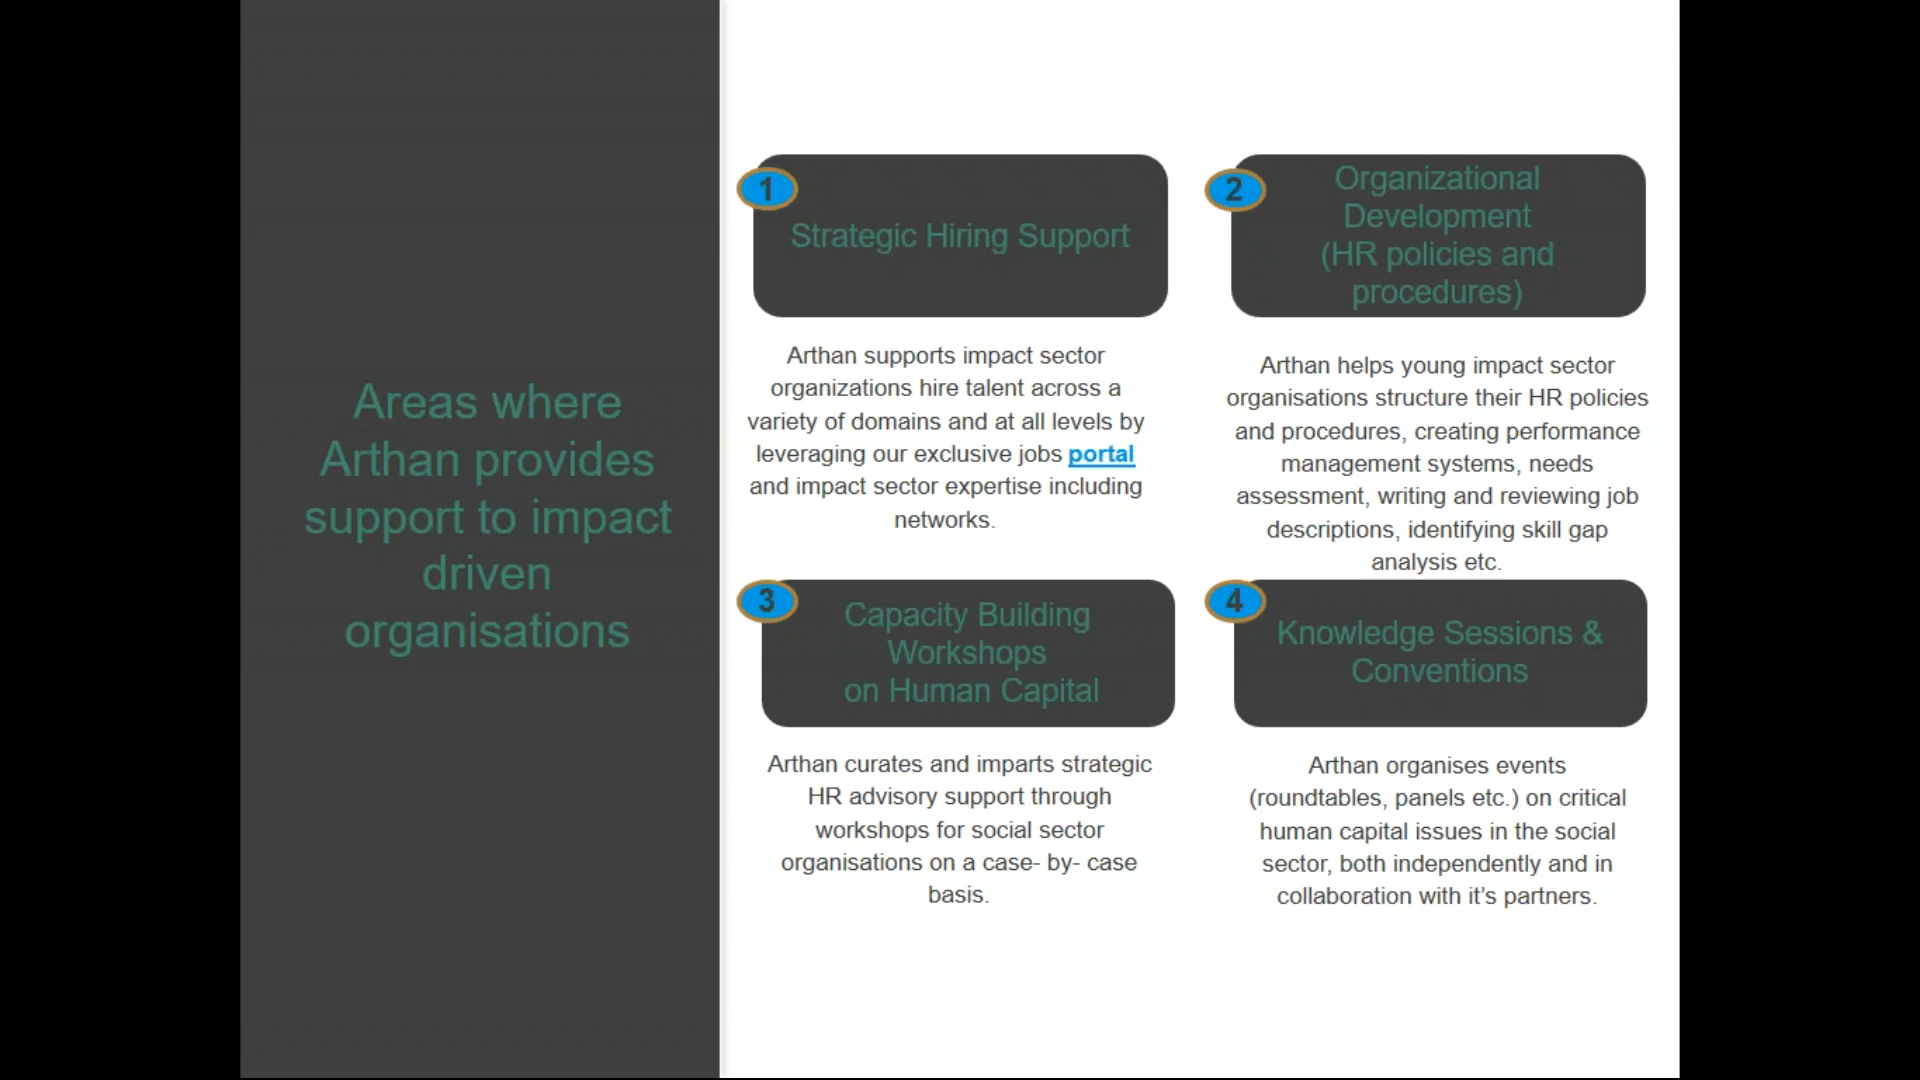 Areas where
Arthan provides
support to impact
driven
organisations
1
Strategic Hiring Support
Arthan supports impact sector
organizations hire talent across a
variety of domains and at all levels by
leveraging our exclusive jobs portal
and impact sector expertise including
networks.
2
Organizational
Development
(HR policies and
procedures)
Arthan helps young impact sector
organisations structure their HR policies
and procedures, creating performance
management systems, needs
assessment, writing and reviewing job
descriptions, identifying skill gap
analysis etc.
3
Capacity Building
Workshops
on Human Capital
Arthan curates and imparts strategic
HR advisory support through
workshops for social sector
organisations on a case- by- case
basis.
4
Knowledge Sessions &
Conventions
Arthan organises events
(roundtables, panels etc.) on critical
human capital issues in the social
sector, both independently and in
collaboration with it’s partners.